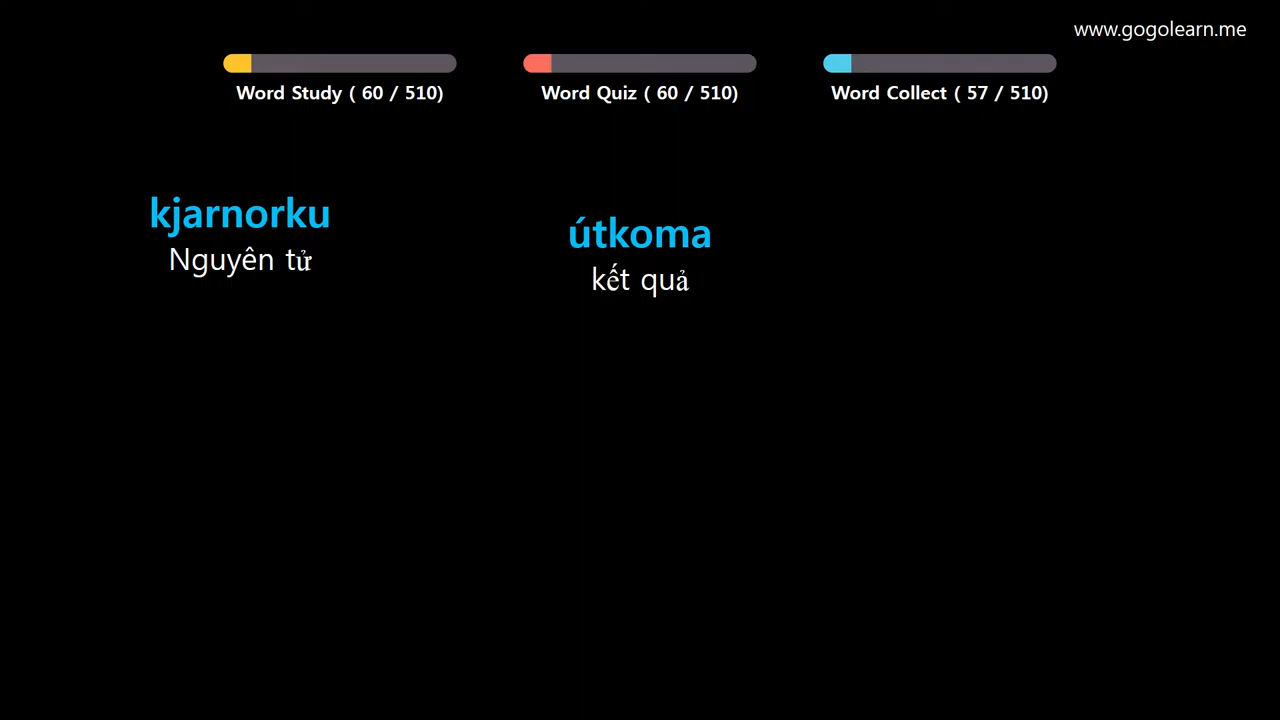 www.gogolearn.me
Word Study ( 60 / 510)
Word Quiz ( 60 / 510)
Word Collect ( 57 / 510)
kjarnorku
Nguyên tử
útkoma
kết quả